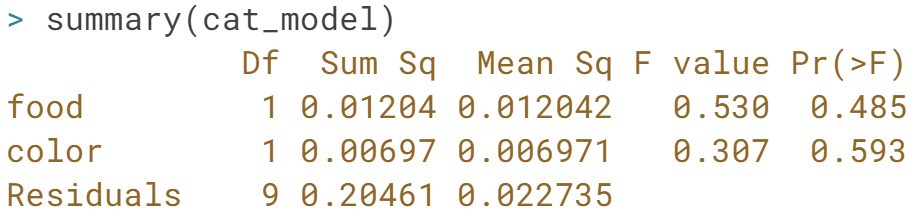 > summary(cat_model)
            Df  Sum Sq  Mean Sq F value Pr(>F)
food         1 0.01204 0.012042   0.530  0.485
color        1 0.00697 0.006971   0.307  0.593
Residuals    9 0.20461 0.022735